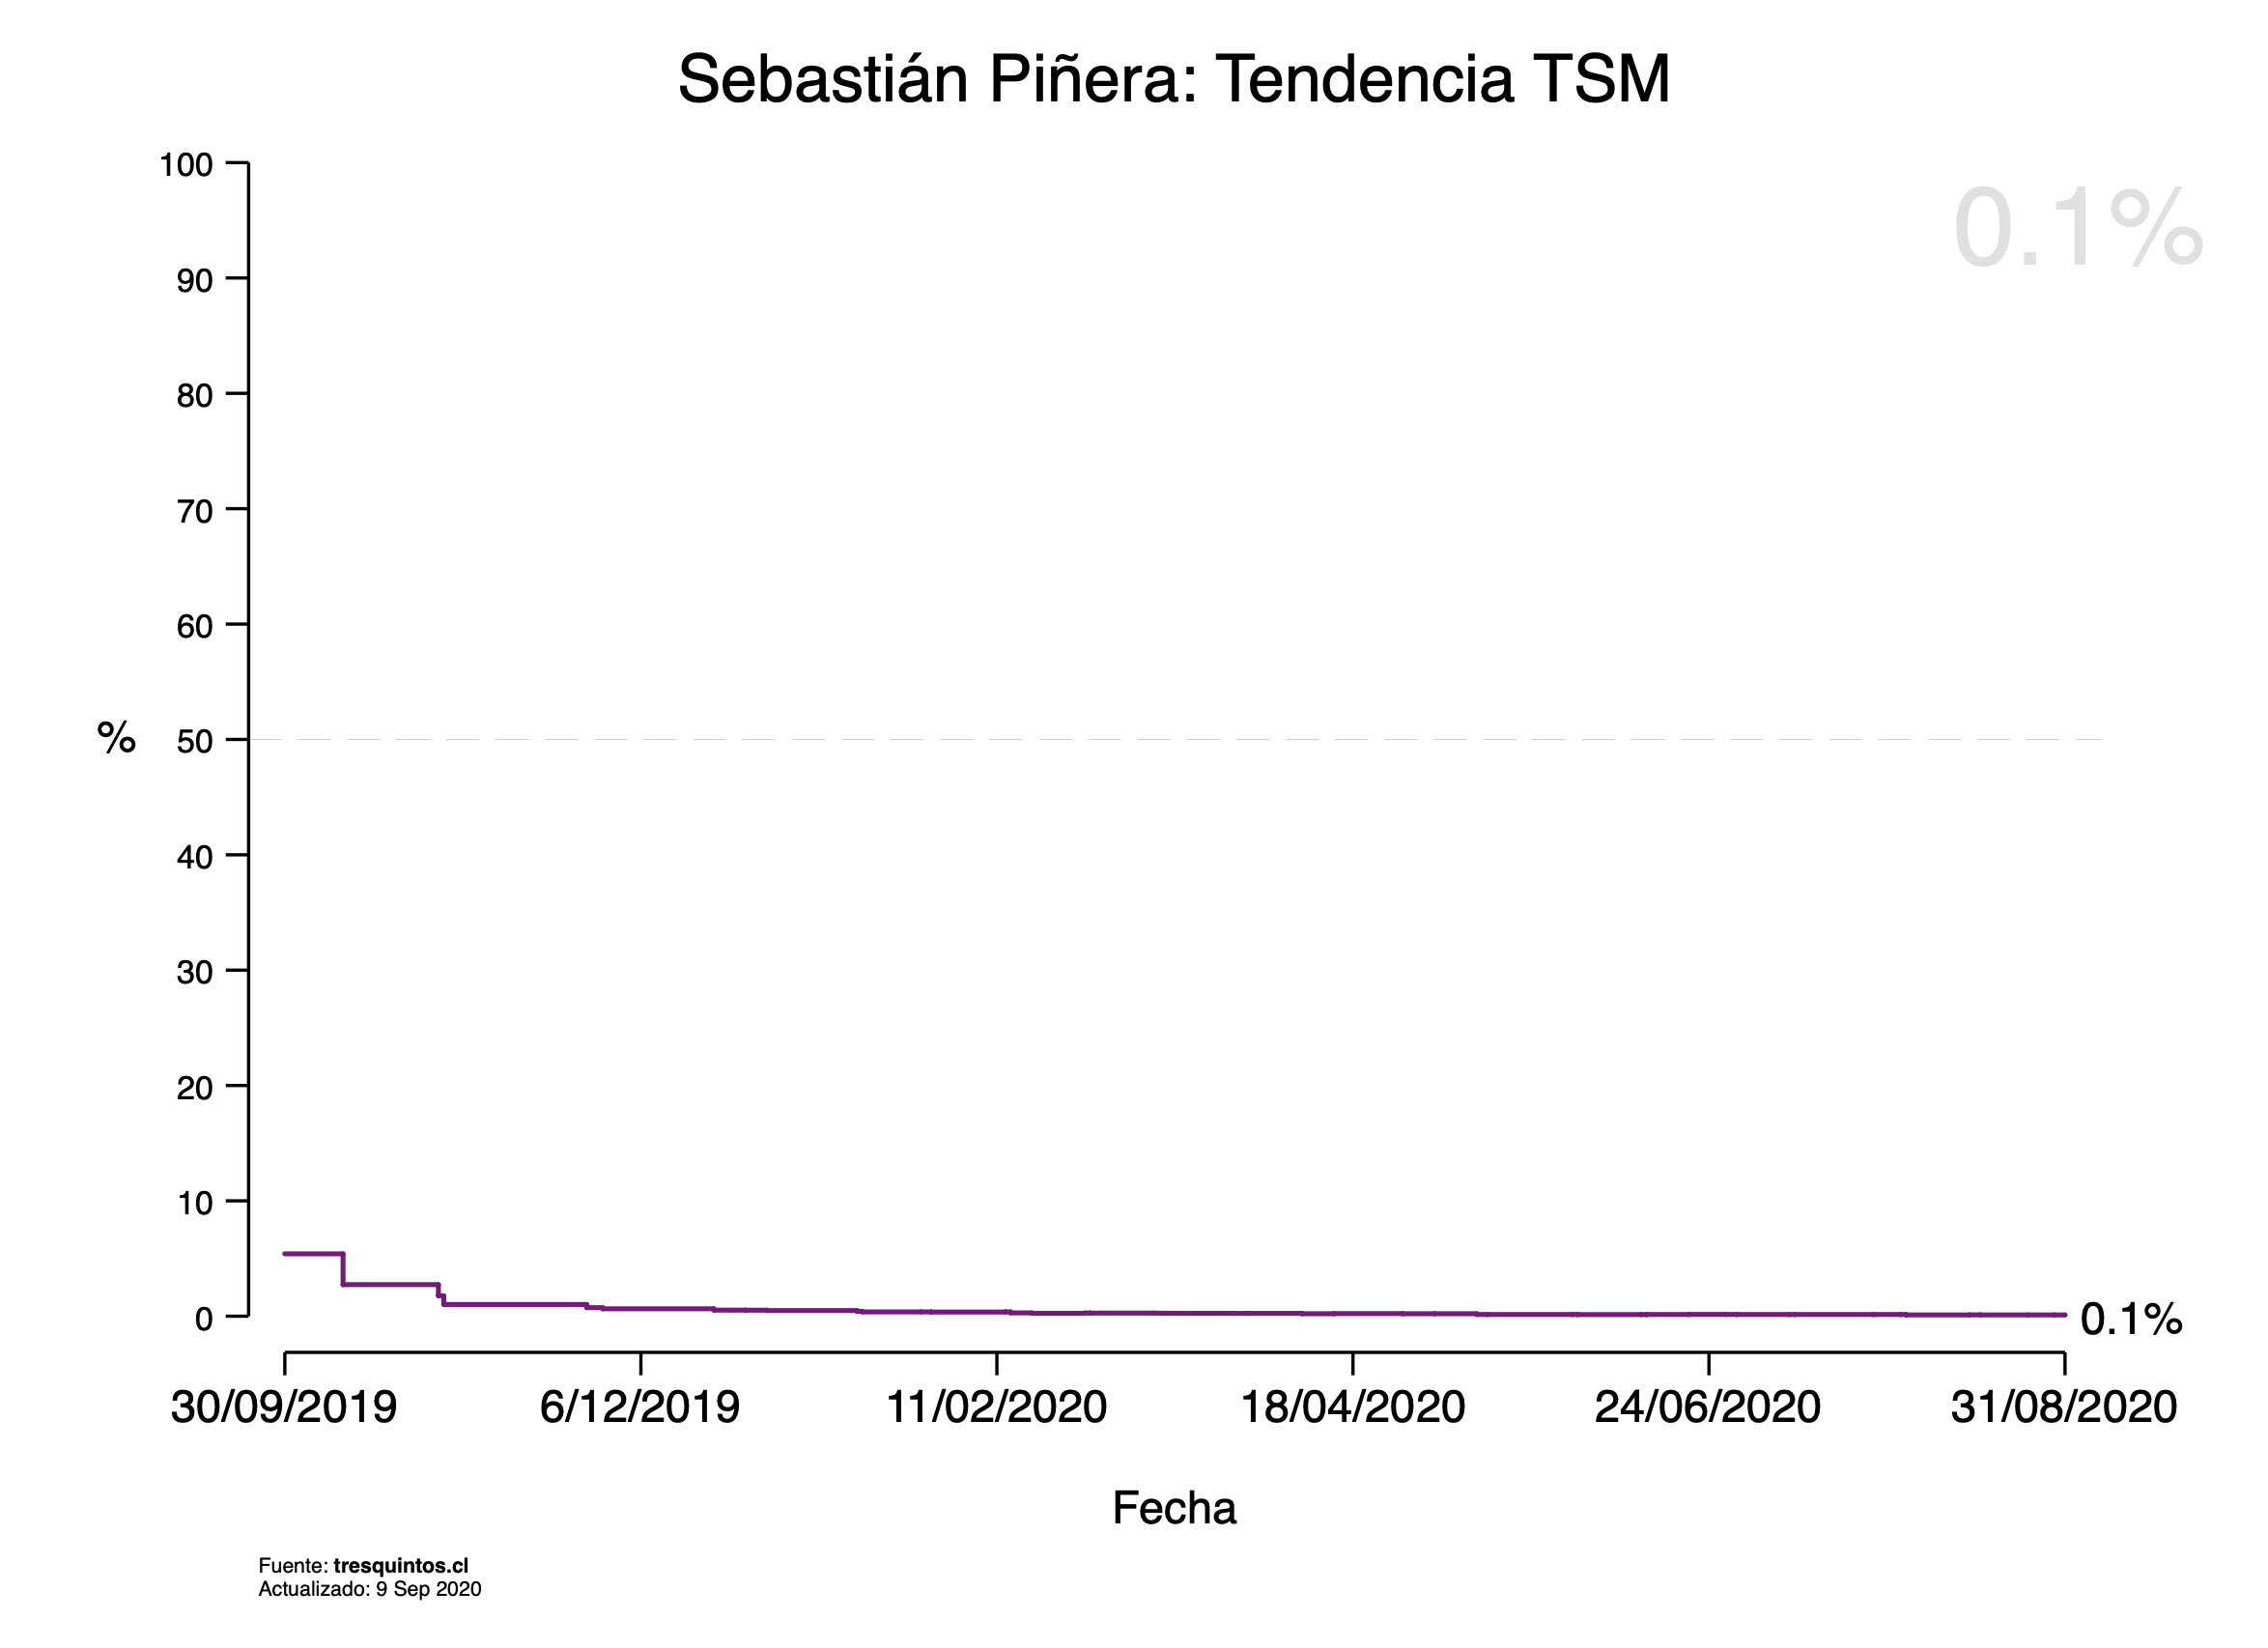 Sebastián Piñera: Tendencia TSM
0.1%
100
90
80
70
60
50
40
30
20
10
0
%
0.1%
30/09/2019 6/12/2019 11/02/2020 18/04/2020 24/06/2020 31/08/2020
Fecha
Fuente: tresquintos.cl
Actualizado: 9 Sep 2020